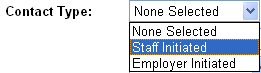 Contact Type: None Selected
None Selected
Staff Initiated
Employer Initiated